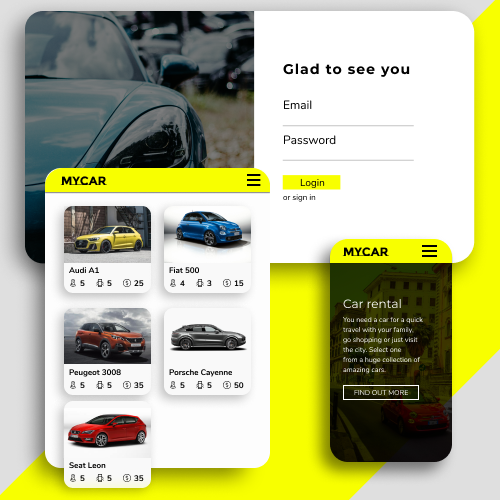 Glad to see you
Email
Password
Login
or sign in
MYCAR
Audi A1
5 5 25
Fiat 500
4 3 15
Peugeot 3008
5 5 35
Porsche Cayenne
5 5 50
Seat Leon
5 5 35
MYCAR
Car rental
You need a car for a quick
travel with your family,
go shopping or just visit
the city. Select one
from a huge collection of
amazing cars.
FIND OUT MORE